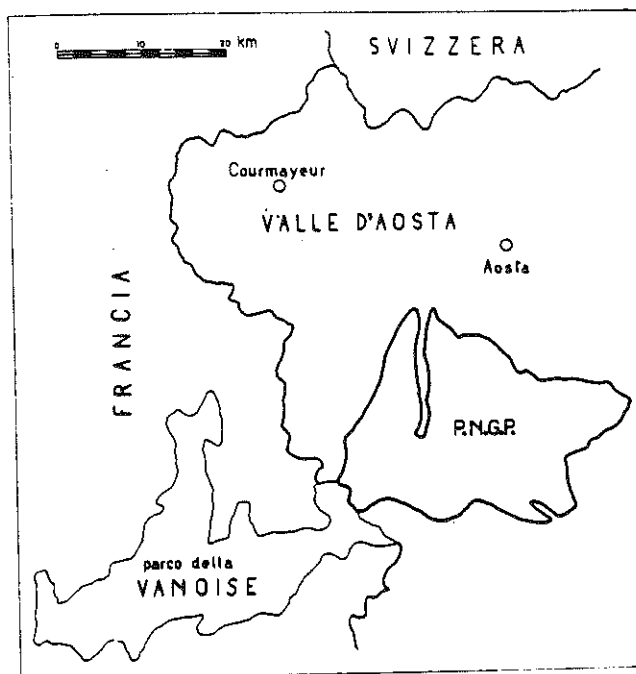 0 10 20 km
SVIZZERA
Courmayeur
VALLE D'AOSTA
Aosta
FRANCIA
P.N.G.P.
parco della
VANOISE